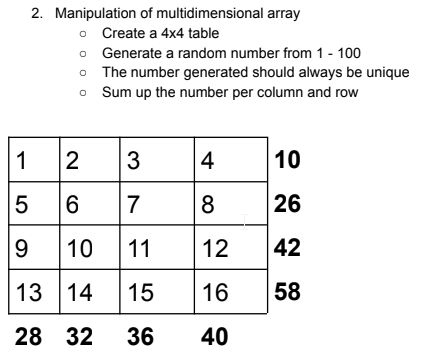 2. Manipulation of multidimensional array
○ Create a 4x4 table
○ Generate a random number from 1 - 100
○ The number generated should always be unique
○ Sum up the number per column and row
1 2 3 4 10
5 6 7 8 26
9 10 11 12 42
13 14 15 16 58
28 32 36 40